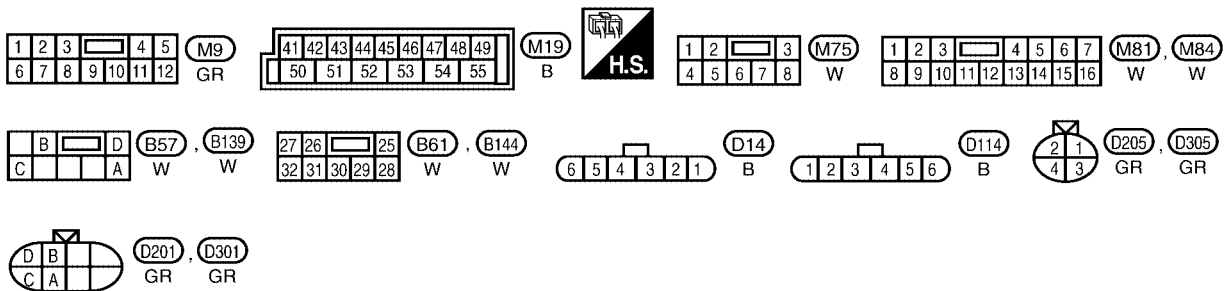 1 2 3 4 5
6 7 8 9 10 11 12
M9
GR
41 42 43 44 45 46 47 48 49
50 51 52 53 54 55
M19
B
H.S.
1 2 3
4 5 6 7 8
M75
W
1 2 3 4 5 6 7
8 9 10 11 12 13 14 15 16
M81 , M84
W W
B D
C A
B57 , B139
W W
27 26 25
32 31 30 29 28
B61 , B144
W W
6 5 4 3 2 1
D14
B
1 2 3 4 5 6
D114
B
2 1
4 3
D205 , D305
GR GR
D B
C A
D201 , D301
GR GR